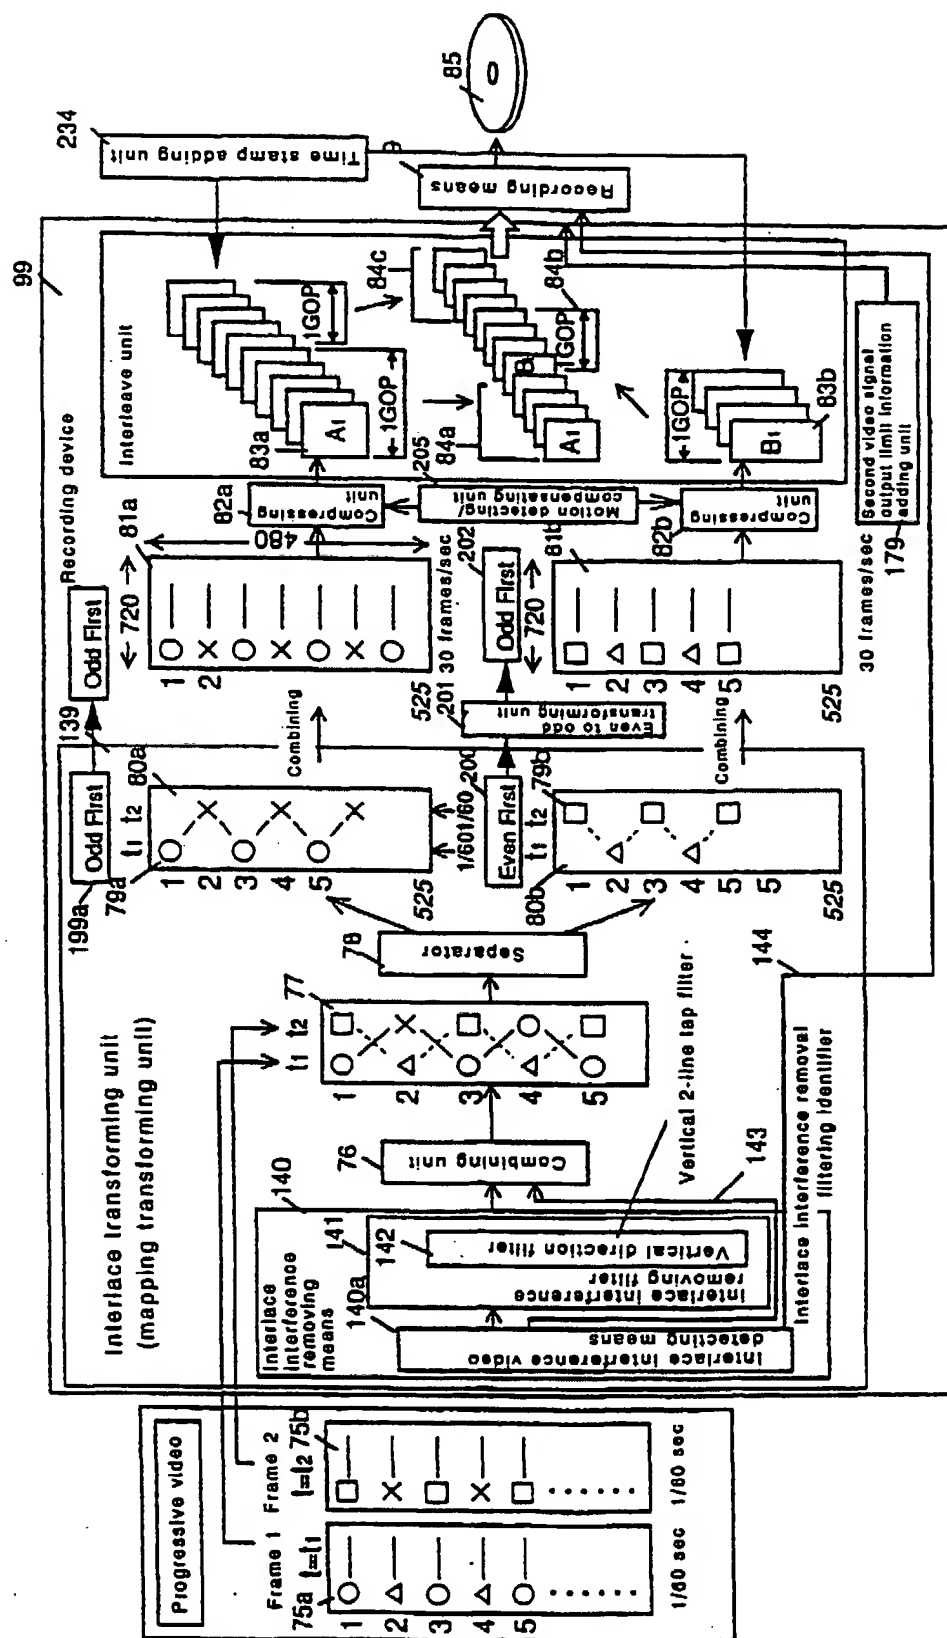 Progressive video
Frame 1
Frame 2
75a
t=t1
t=t2
75b
1
2
3
4
5
1/60 sec
1/60 sec
Interlace transforming unit
(mapping transforming unit)
Interlace
interference
removing
means
140
140a
141
142
Interlace interference video
detecting means
Interlace interference
removing filter
Vertical direction filter
Vertical 2-line tap filter
143
Interlace interference removal
filtering identifier
144
76
Combining
unit
77
t1
t2
1
2
3
4
5
78
Separator
199a
Odd First
139
Odd First
79a
t1
t2
80a
1
2
3
4
5
525
1/60 1/60
200
Even First
201
Even to odd
transforming unit
Odd First
202
80b
t1
t2
79b
1
2
3
4
5
5
525
Combining
Combining
Recording device
99
← 720 →
81a
480
1
2
525
30 frames/sec
← 720 →
81b
1
2
3
4
5
525
30 frames/sec
82a
Compressing
unit
205
Motion detecting/
compensating unit
82b
Compressing
unit
Interleave unit
83a
A1
1GOP
1GOP
84a
A1
B1
1GOP
84b
84c
1GOP
B1
83b
Second video signal
output limit information
adding unit
179
234
Time stamp adding unit
Recording means
85